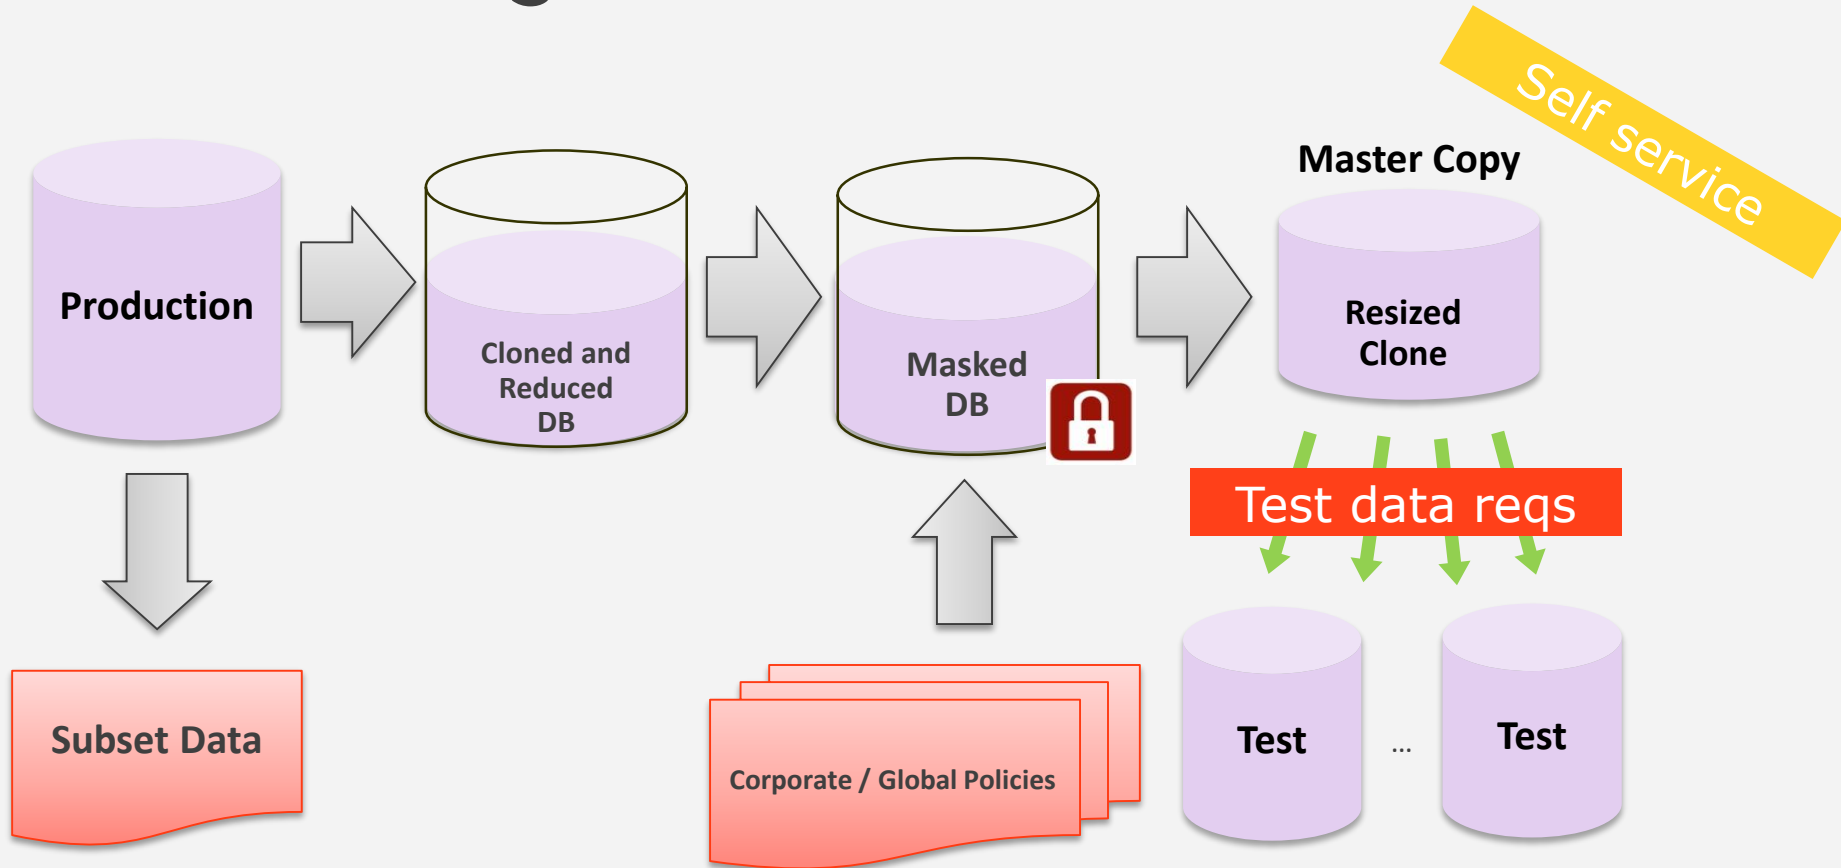 Self service
Master Copy
Production
Cloned and
Reduced
DB
Masked
DB
Resized
Clone
Test data reqs
Subset Data
Corporate / Global Policies
Test
...
Test